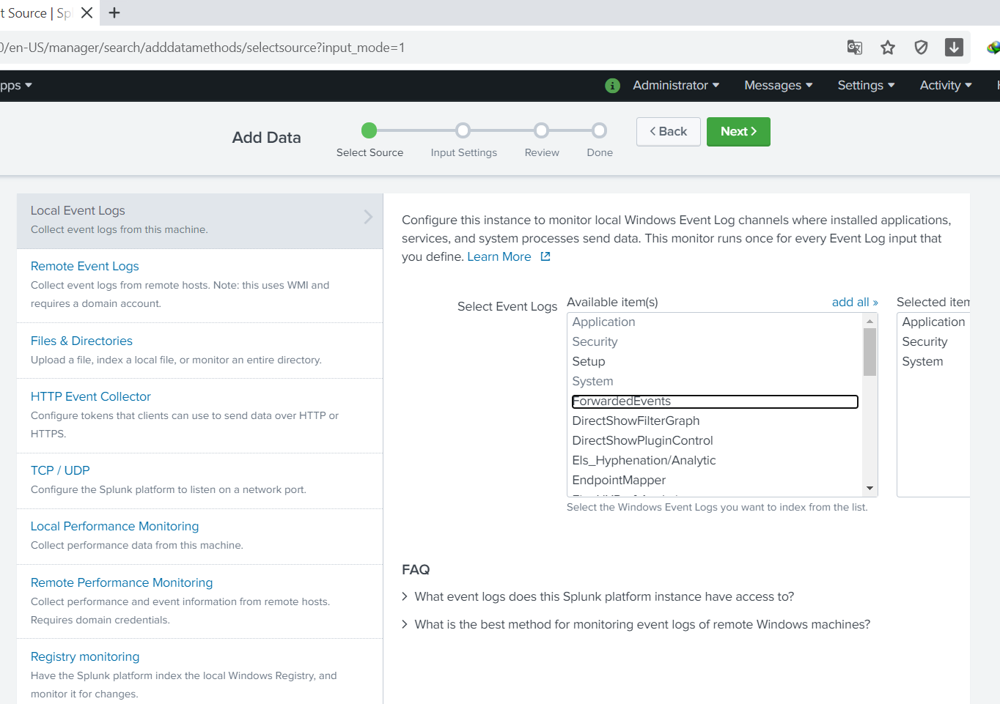 t Source | Sp
0/en-US/manager/search/adddatamethods/selectsource?input_mode=1
pps
Administrator Messages Settings Activity
Add Data
Select Source Input Settings Review Done
Back Next
Local Event Logs
Collect event logs from this machine.
Remote Event Logs
Collect event logs from remote hosts. Note: this uses WMI and
requires a domain account.
Files & Directories
Upload a file, index a local file, or monitor an entire directory.
HTTP Event Collector
Configure tokens that clients can use to send data over HTTP or
HTTPS.
TCP / UDP
Configure the Splunk platform to listen on a network port.
Local Performance Monitoring
Collect performance data from this machine.
Remote Performance Monitoring
Collect performance and event information from remote hosts.
Requires domain credentials.
Registry monitoring
Have the Splunk platform index the local Windows Registry, and
monitor it for changes.
Configure this instance to monitor local Windows Event Log channels where installed applications,
services, and system processes send data. This monitor runs once for every Event Log input that
you define. Learn More
Select Event Logs
Available item(s) add all »
Application
Security
Setup
System
ForwardedEvents
DirectShowFilterGraph
DirectShowPluginControl
Els_Hyphenation/Analytic
EndpointMapper
Selected item
Application
Security
System
Select the Windows Event Logs you want to index from the list.
FAQ
> What event logs does this Splunk platform instance have access to?
> What is the best method for monitoring event logs of remote Windows machines?